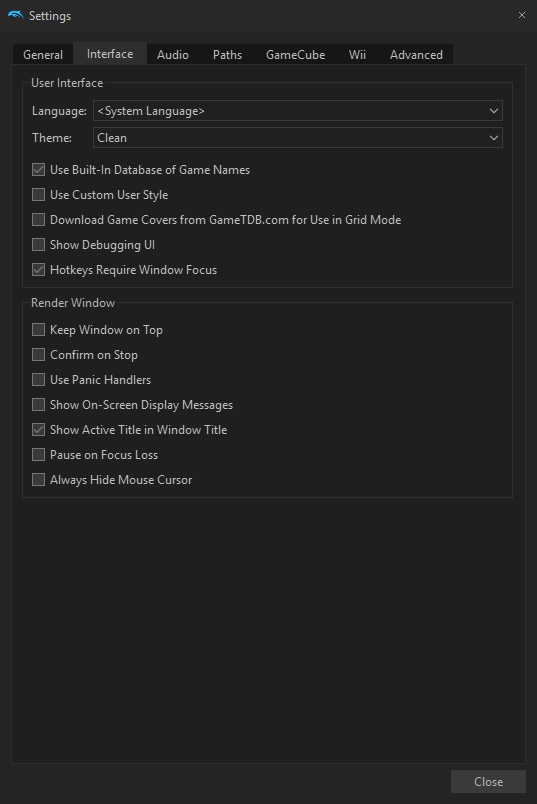 Settings
General Interface Audio Paths GameCube Wii Advanced
User Interface
Language: <System Language>
Theme: Clean
Use Built-In Database of Game Names
Use Custom User Style
Download Game Covers from GameTDB.com for Use in Grid Mode
Show Debugging UI
Hotkeys Require Window Focus
Render Window
Keep Window on Top
Confirm on Stop
Use Panic Handlers
Show On-Screen Display Messages
Show Active Title in Window Title
Pause on Focus Loss
Always Hide Mouse Cursor
Close